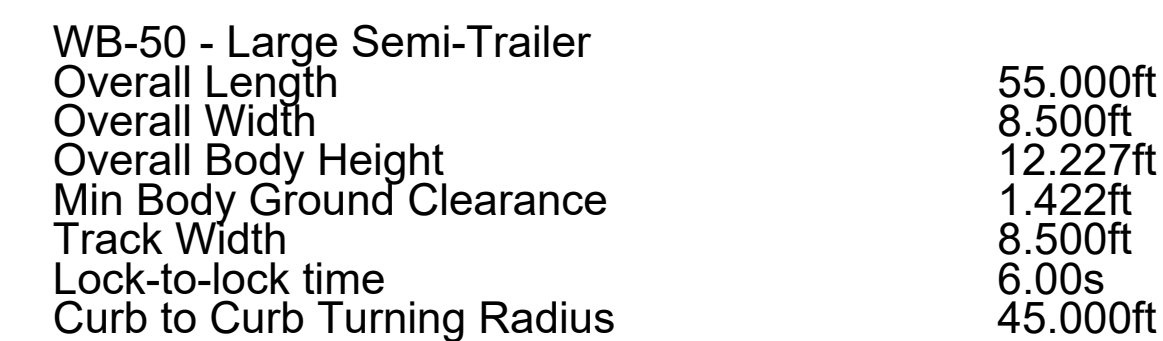 WB-50 - Large Semi-Trailer
Overall Length 55.000ft
Overall Width 8.500ft
Overall Body Height 12.227ft
Min Body Ground Clearance 1.422ft
Track Width 8.500ft
Lock-to-lock time 6.00s
Curb to Curb Turning Radius 45.000ft